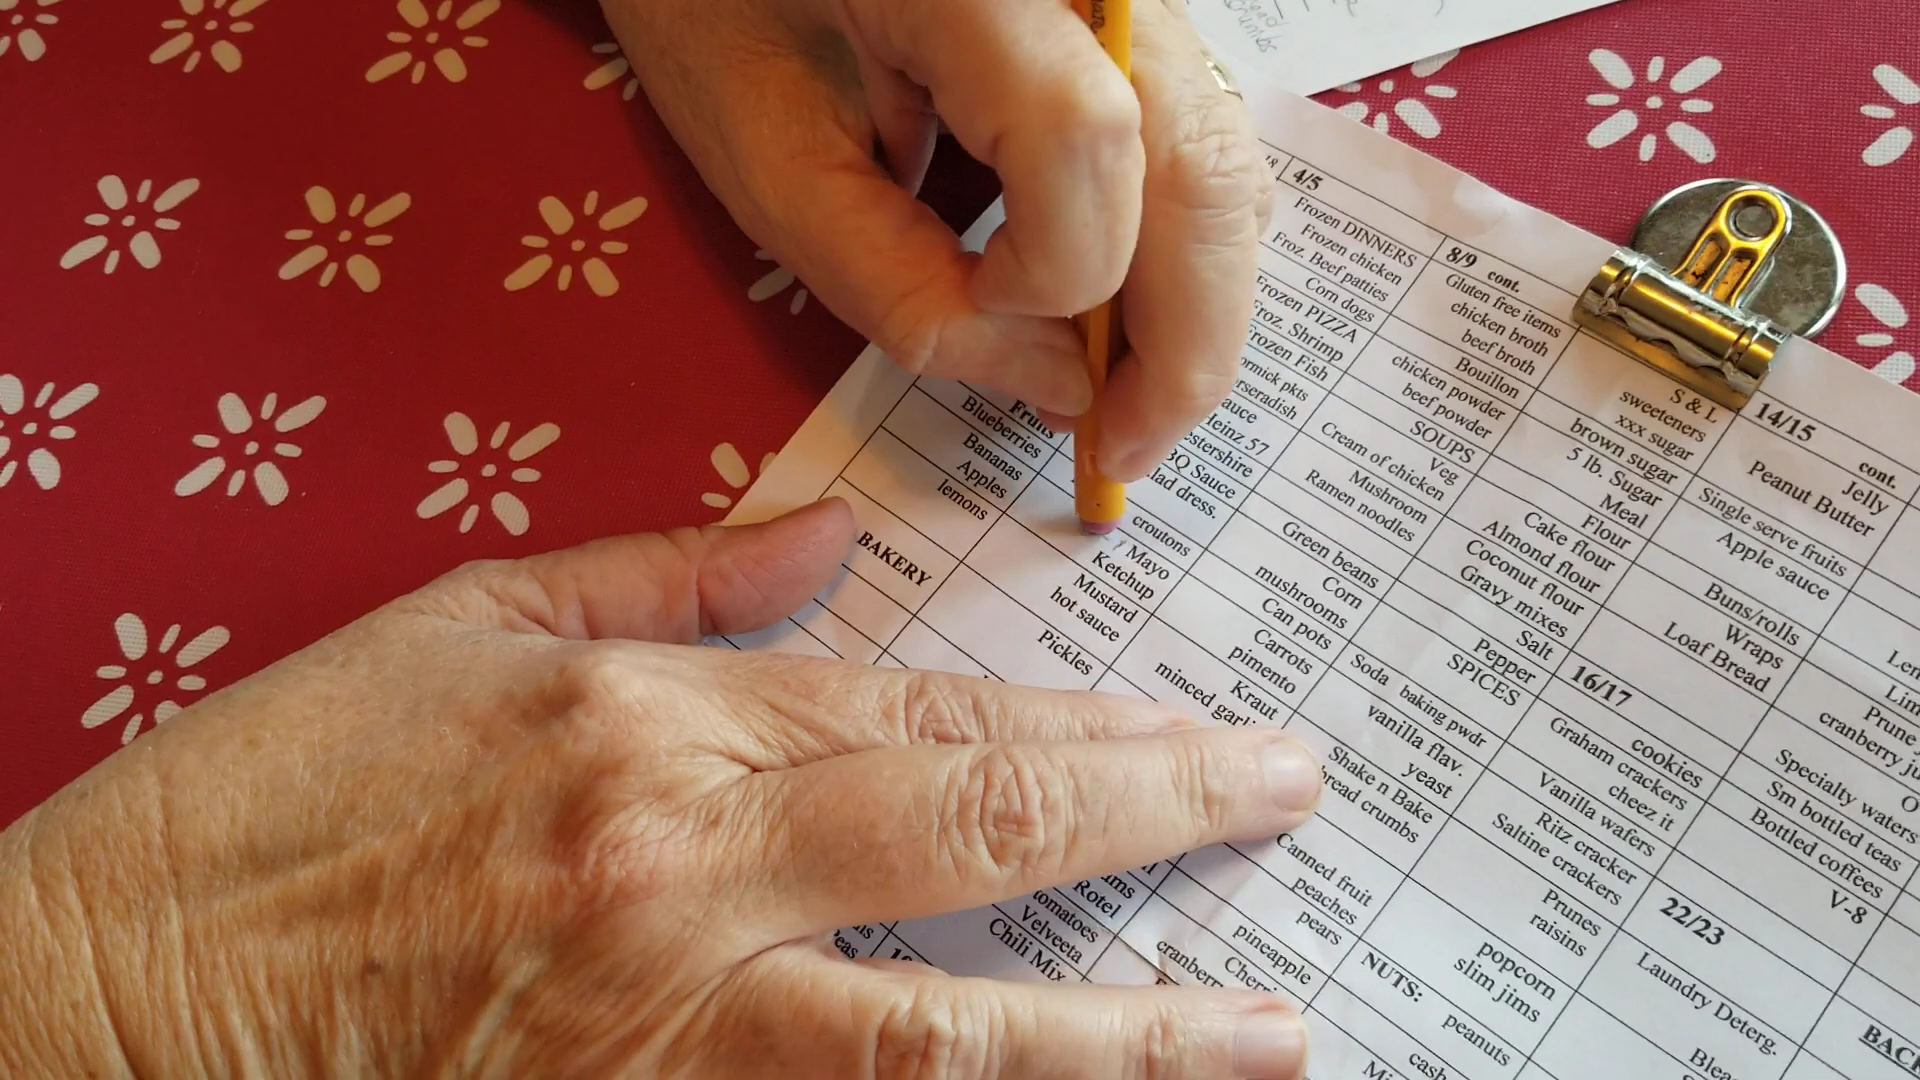 Fruits
Blueberries
Bananas
Apples
lemons
BAKERY
4/5
Frozen DINNERS
Frozen chicken
Froz. Beef patties
Corn dogs
Frozen PIZZA
Froz. Shrimp
Frozen Fish
Heinz 57
BQ Sauce
croutons
Mayo
Ketchup
Mustard
hot sauce
Pickles
Rotel
tomatoes
Velveeta
Chili Mix
8/9 cont.
Gluten free items
chicken broth
beef broth
Bouillon
chicken powder
beef powder
SOUPS
Veg
Cream of chicken
Mushroom
Ramen noodles
Green beans
Corn
mushrooms
Can pots
Carrots
pimento
Kraut
minced garli
S & L
sweeteners
xxx sugar
brown sugar
5 lb. Sugar
Meal
Flour
Cake flour
Almond flour
Coconut flour
Gravy mixes
Salt
Pepper
SPICES
Soda baking pwdr
vanilla flav.
yeast
Shake n Bake
bread crumbs
Canned fruit
peaches
pears
pineapple
14/15 cont.
Jelly
Peanut Butter
Single serve fruits
Apple sauce
Buns/rolls
Wraps
Loaf Bread
16/17
cookies
Graham crackers
cheez it
Vanilla wafers
Ritz cracker
Saltine crackers
Prunes
raisins
popcorn
slim jims
NUTS:
peanuts
Prune
cranberry
Specialty waters
Sm bottled teas
Bottled coffees
V-8
22/23
Laundry Deterg.